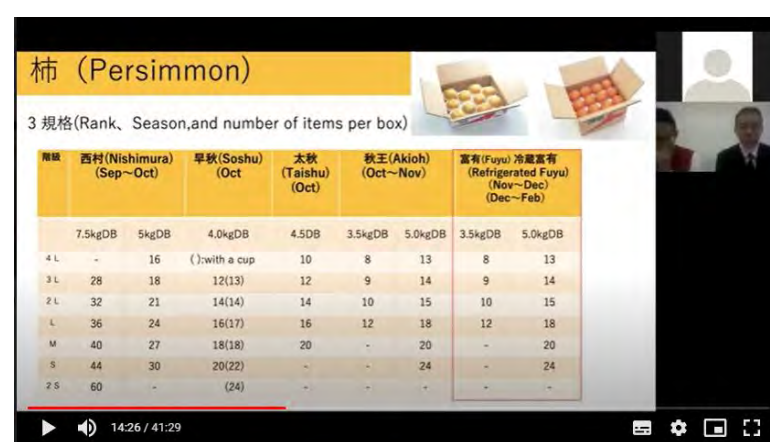 柿（Persimmon）
3 規格(Rank、Season,and number of items per box)
階級 西村(Nishimura) (Sep～Oct) 早秋(Soshu) (Oct 太秋 (Taishu) (Oct) 秋王(Akioh) (Oct～Nov) 富有(Fuyu) 冷蔵富有 (Refrigerated Fuyu) (Nov～Dec) (Dec～Feb)
7.5kgDB 5kgDB 4.0kgDB 4.5DB 3.5kgDB 5.0kgDB 3.5kgDB 5.0kgDB
4L - 16 ( ):with a cup 10 8 13 8 13
3L 28 18 12(13) 12 9 14 9 14
2L 32 21 14(14) 14 10 15 10 15
L 36 24 16(17) 16 12 18 12 18
M 40 27 18(18) 20 - 20 - 20
S 44 30 20(22) - - 24 - 24
2S 60 - (24) - - - - -
14:26 / 41:29